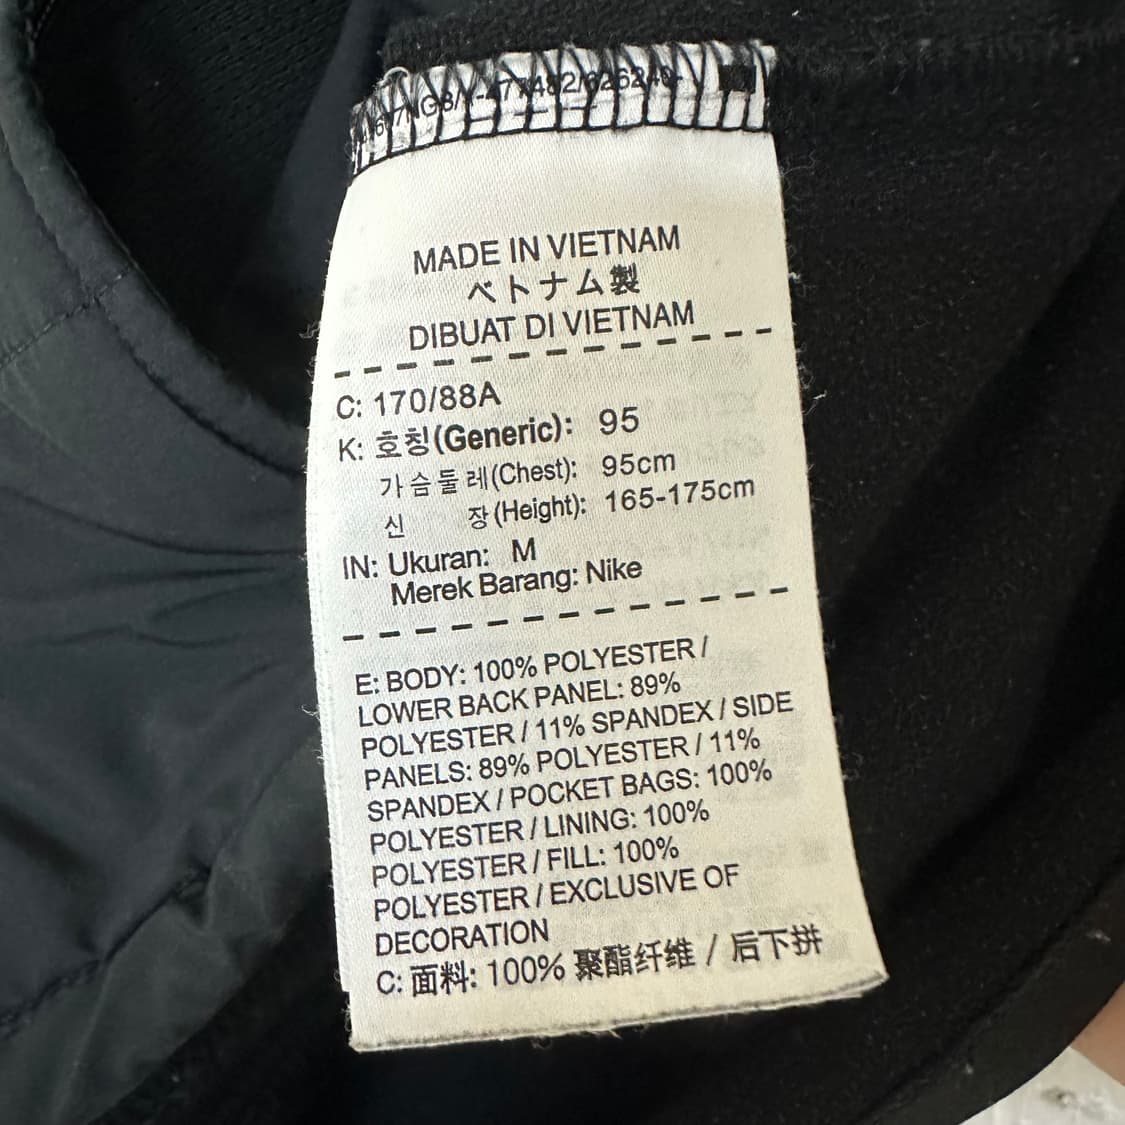 MADE IN VIETNAM
ベトナム製
DIBUAT DI VIETNAM
C: 170/88A
K: 호칭(Generic): 95
가슴둘레(Chest): 95cm
신 장(Height): 165-175cm
IN: Ukuran: M
Merek Barang: Nike
E: BODY: 100% POLYESTER /
LOWER BACK PANEL: 89%
POLYESTER / 11% SPANDEX / SIDE
PANELS: 89% POLYESTER / 11%
SPANDEX / POCKET BAGS: 100%
POLYESTER / LINING: 100%
POLYESTER / FILL: 100%
POLYESTER / EXCLUSIVE OF
DECORATION
C: 面料: 100% 聚酯纤维 / 后下拼